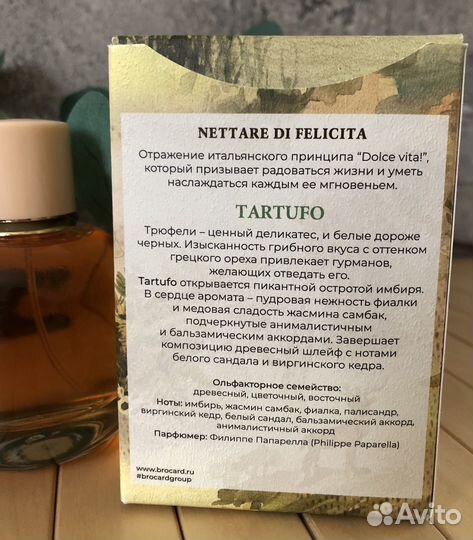 NETTARE DI FELICITA
Отражение итальянского принципа “Dolce vita!”,
который призывает радоваться жизни и уметь
наслаждаться каждым ее мгновеньем.
TARTUFO
Трюфели – ценный деликатес, и белые дороже
черных. Изысканность грибного вкуса с оттенком
грецкого ореха привлекает гурманов,
желающих отведать его.
Tartufo открывается пикантной остротой имбиря.
В сердце аромата – пудровая нежность фиалки
и медовая сладость жасмина самбак,
подчеркнутые анималистичным
и бальзамическим аккордами. Завершает
композицию древесный шлейф с нотами
белого сандала и виргинского кедра.
Ольфакторное семейство:
древесный, цветочный, восточный
Ноты: имбирь, жасмин самбак, фиалка, палисандр,
виргинский кедр, белый сандал, бальзамический аккорд,
анималистичный аккорд
Парфюмер: Филиппе Папарелла (Philippe Paparella)
www.brocard.ru
#brocardgroup
Avito